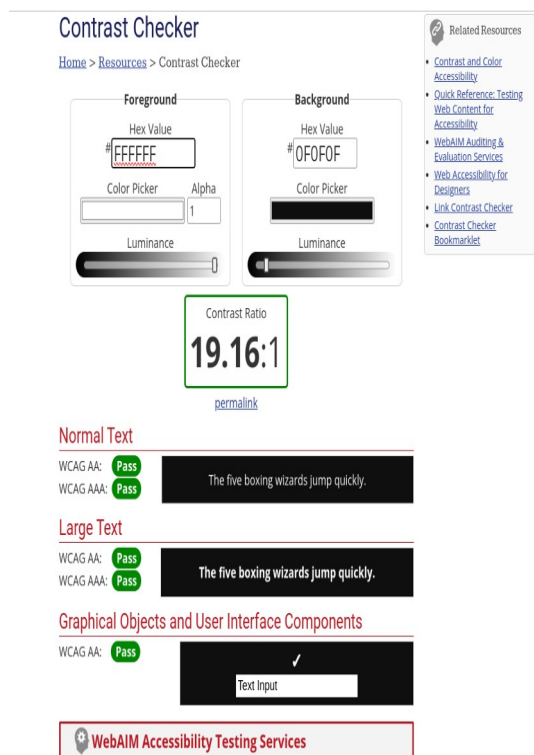 Contrast Checker
Home > Resources > Contrast Checker
Foreground
Hex Value
# FFFFFF
Color Picker Alpha
1
Luminance
Background
Hex Value
# 0F0F0F
Color Picker
Luminance
Contrast Ratio
19.16:1
permalink
Normal Text
WCAG AA: Pass
WCAG AAA: Pass
The five boxing wizards jump quickly.
Large Text
WCAG AA: Pass
WCAG AAA: Pass
The five boxing wizards jump quickly.
Graphical Objects and User Interface Components
WCAG AA: Pass
✓
Text Input
WebAIM Accessibility Testing Services
Related Resources
• Contrast and Color
Accessibility
• Quick Reference: Testing
Web Content for
Accessibility
• WebAIM Auditing &
Evaluation Services
• Web Accessibility for
Designers
• Link Contrast Checker
• Contrast Checker
Bookmarklet